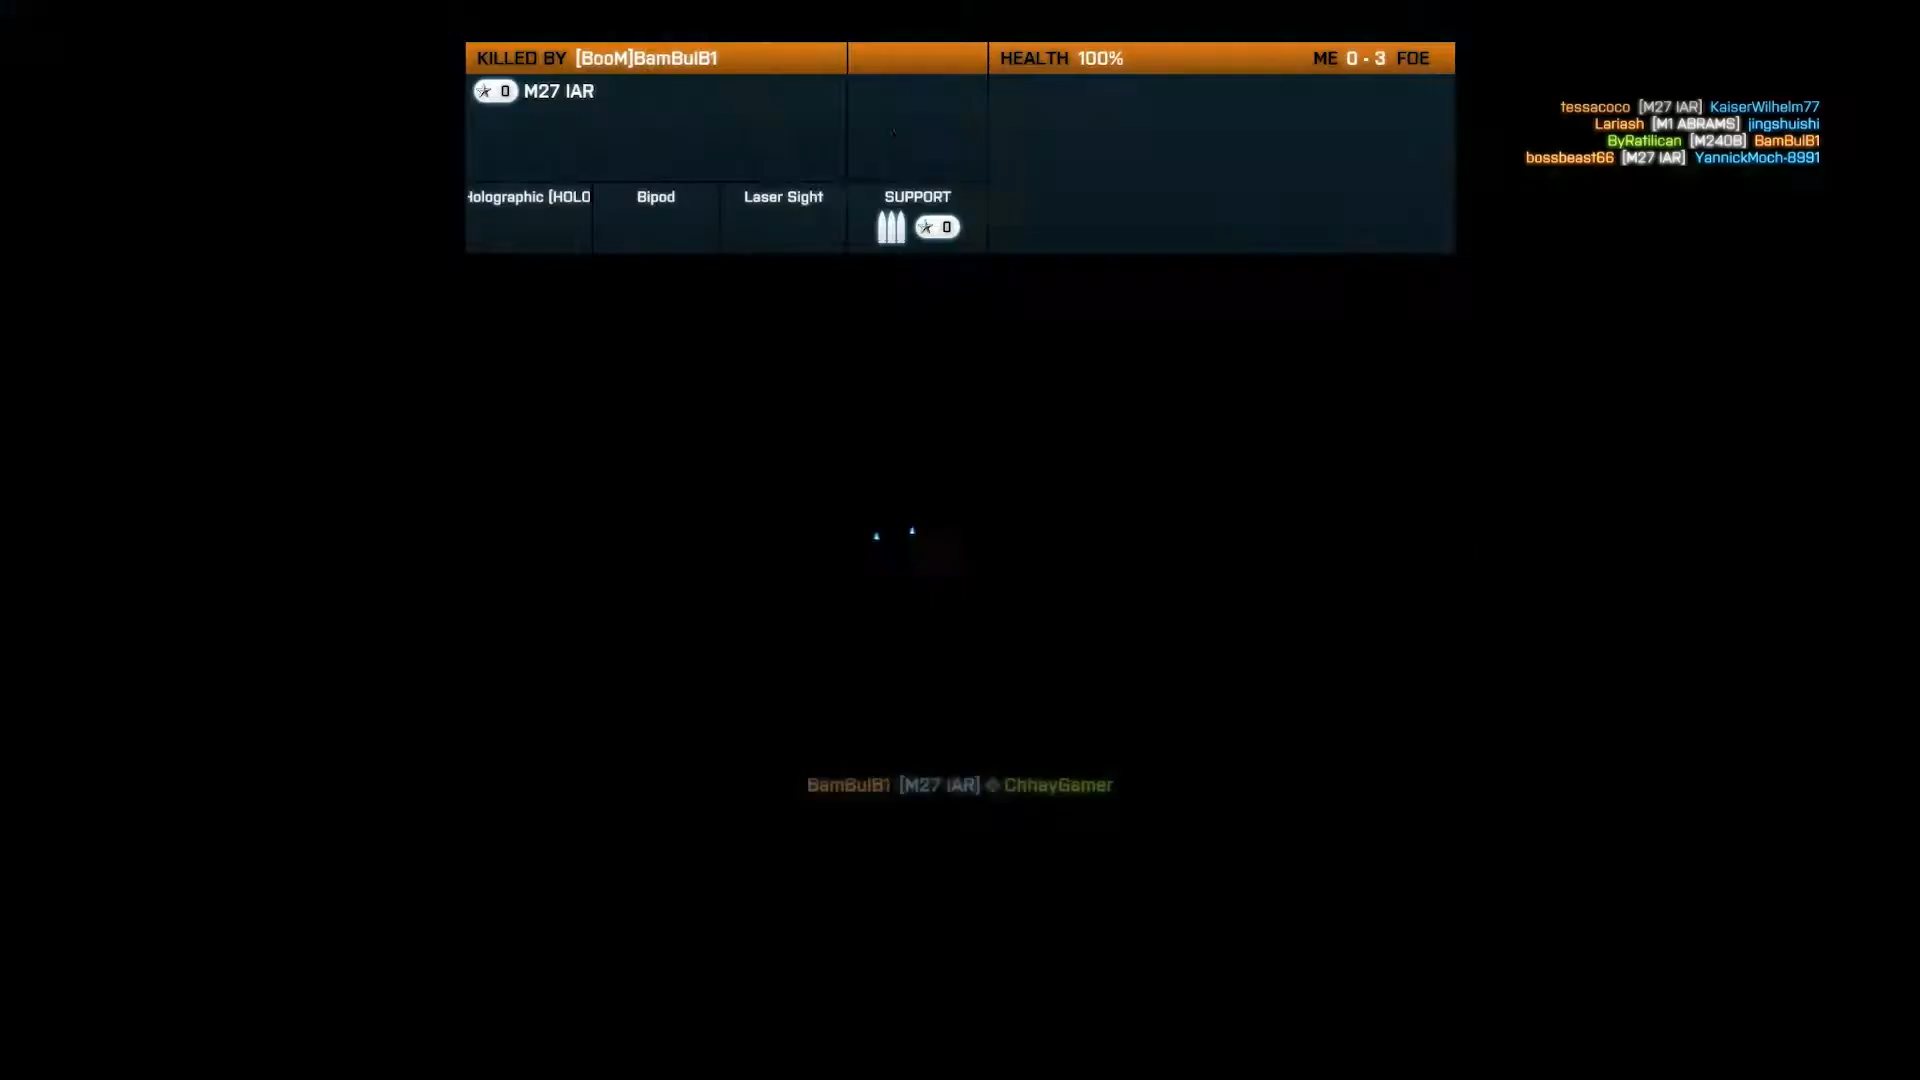 KILLED BY [BooM]BamBulB1
HEALTH 100%
ME 0 - 3 FOE
0 M27 IAR
tessacoco [M27 IAR] KaiserWilhelm77
Lariash [M1 ABRAMS] jingshuishi
ByRatilican [M240B] BamBulB1
bossbeast66 [M27 IAR] YannickMoch-8991
Holographic (HOLO
Bipod
Laser Sight
SUPPORT
0
BamBulB1 [M27 IAR] ChhayGamer